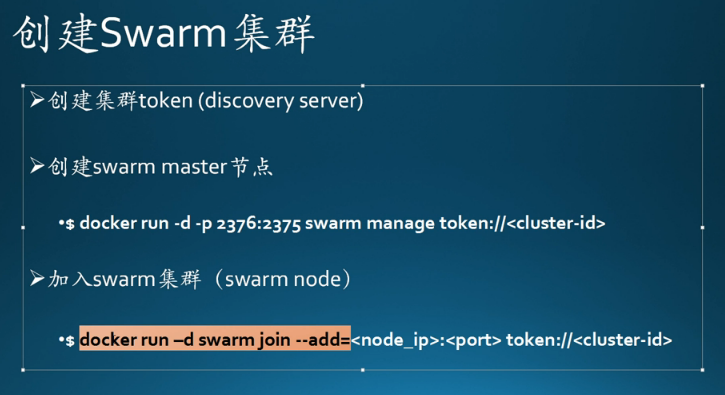 创建Swarm集群
➢创建集群token (discovery server)
➢创建swarm master节点
•$ docker run -d -p 2376:2375 swarm manage token://<cluster-id>
➢加入swarm集群（swarm node）
•$ docker run –d swarm join --add=<node_ip>:<port> token://<cluster-id>